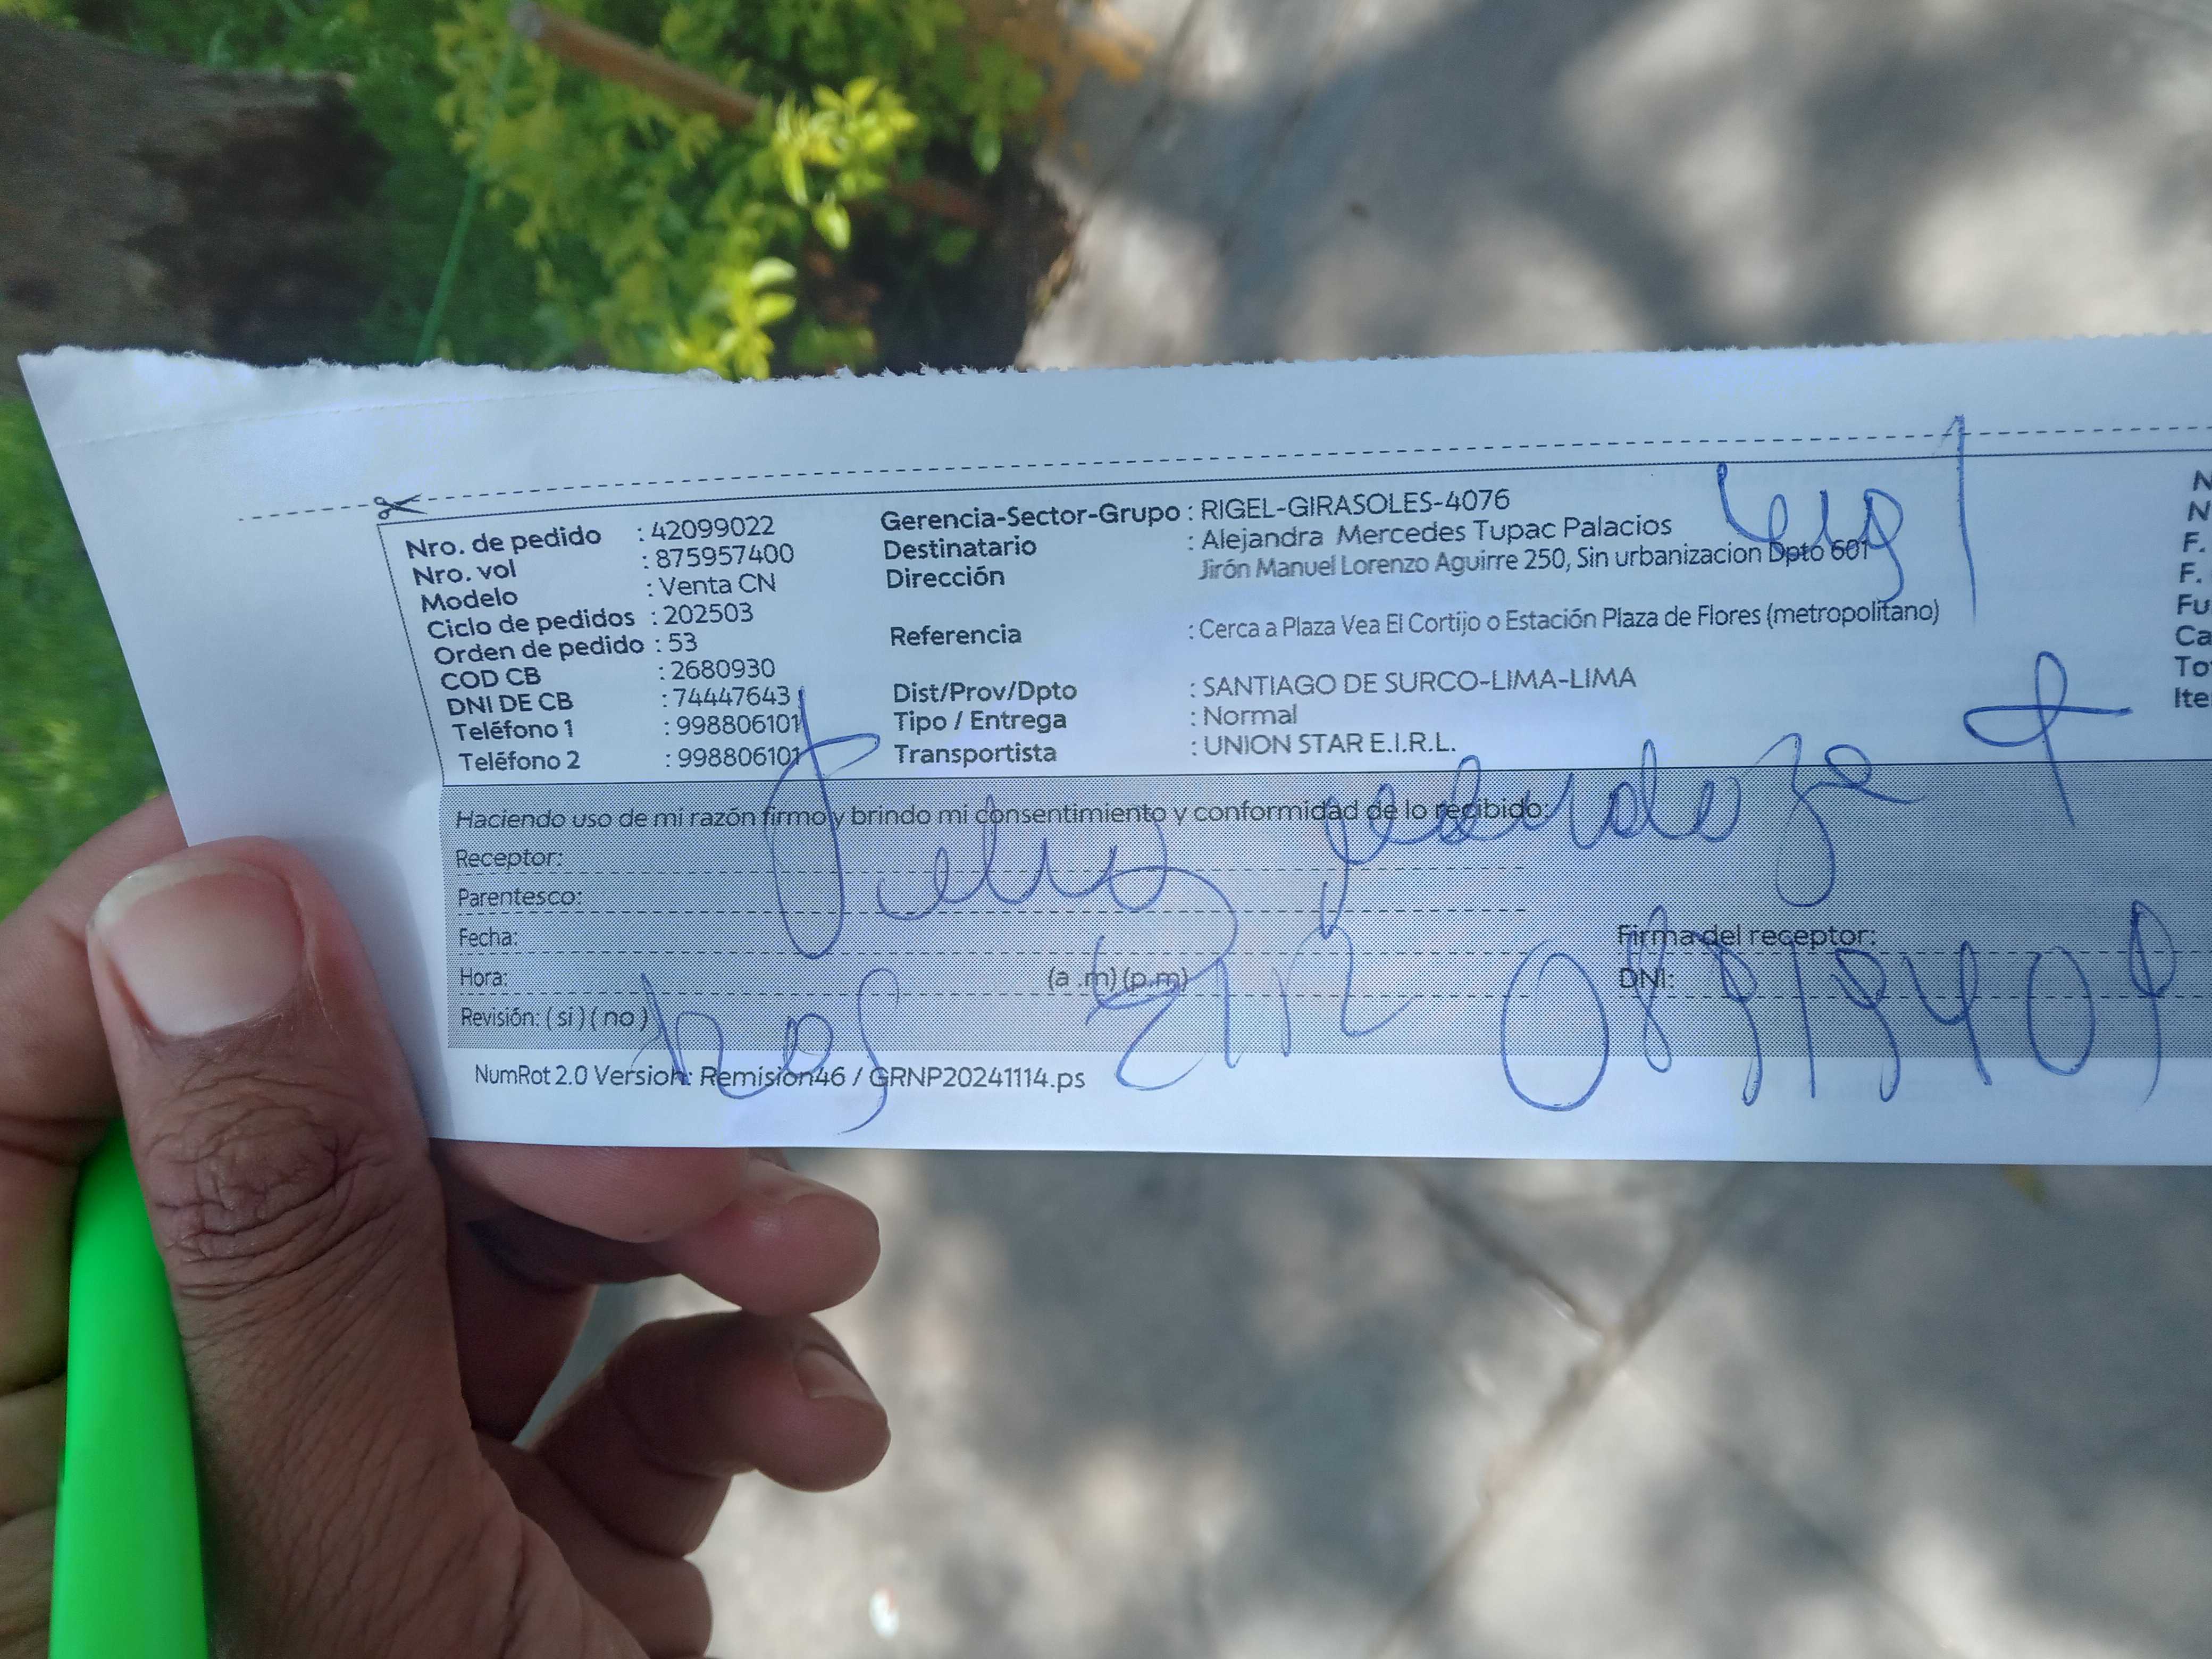 Nro. de pedido : 42099022
Nro. vol : 875957400
Modelo : Venta CN
Ciclo de pedidos : 202503
Orden de pedido : 53
COD CB : 2680930
DNI DE CB : 74447643
Teléfono 1 : 998806101
Teléfono 2 : 998806101
Gerencia-Sector-Grupo : RIGEL-GIRASOLES-4076
Destinatario : Alejandra Mercedes Tupac Palacios
Dirección : Jirón Manuel Lorenzo Aguirre 250, Sin urbanizacion Dpto 601
Referencia : Cerca a Plaza Vea El Cortijo o Estación Plaza de Flores (metropolitano)
Dist/Prov/Dpto : SANTIAGO DE SURCO-LIMA-LIMA
Tipo / Entrega : Normal
Transportista : UNION STAR E.I.R.L.
N
N
F.
F.
Fu
Ca
To
Ite
Haciendo uso de mi razón firmo y brindo mi consentimiento y conformidad de lo recibido:
Receptor:
Parentesco:
Fecha:
Hora: (a .m) (p.m)
Revisión: ( si ) ( no )
Firma del receptor:
DNI:
NumRot 2.0 Version: Remision46 / GRNP20241114.ps